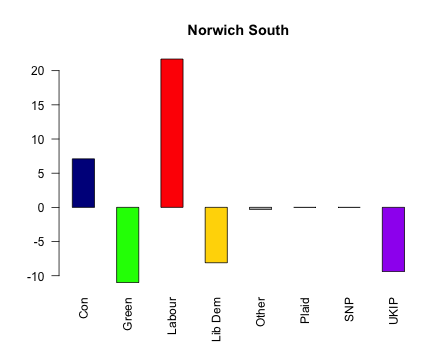 Norwich South
20
15
10
5
0
-5
-10
Con
Green
Labour
Lib Dem
Other
Plaid
SNP
UKIP